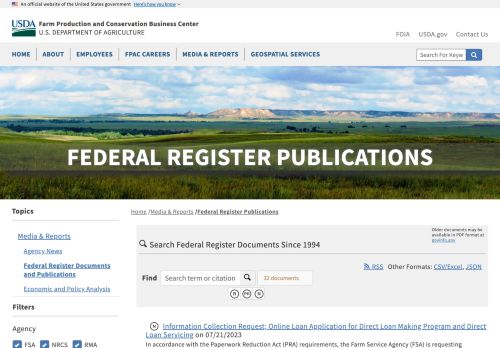 An official website of the United States government Here's how you know
USDA Farm Production and Conservation Business Center
U.S. DEPARTMENT OF AGRICULTURE
FOIA USDA.gov Contact Us
HOME ABOUT EMPLOYEES FPAC CAREERS MEDIA & REPORTS GEOSPATIAL SERVICES
Search For Keyw Search
FEDERAL REGISTER PUBLICATIONS
Topics
Media & Reports
Agency News
Federal Register Documents
and Publications
Economic and Policy Analysis
Filters
Agency
FSA NRCS RMA
Home /Media & Reports /Federal Register Publications
Older documents may be
available in PDF format at
govinfo.gov
Search Federal Register Documents Since 1994
RSS Other Formats: CSV/Excel, JSON
Find Search term or citation 32 documents
R PR N
N Information Collection Request; Online Loan Application for Direct Loan Making Program and Direct
Loan Servicing on 07/21/2023
In accordance with the Paperwork Reduction Act (PRA) requirements, the Farm Service Agency (FSA) is requesting